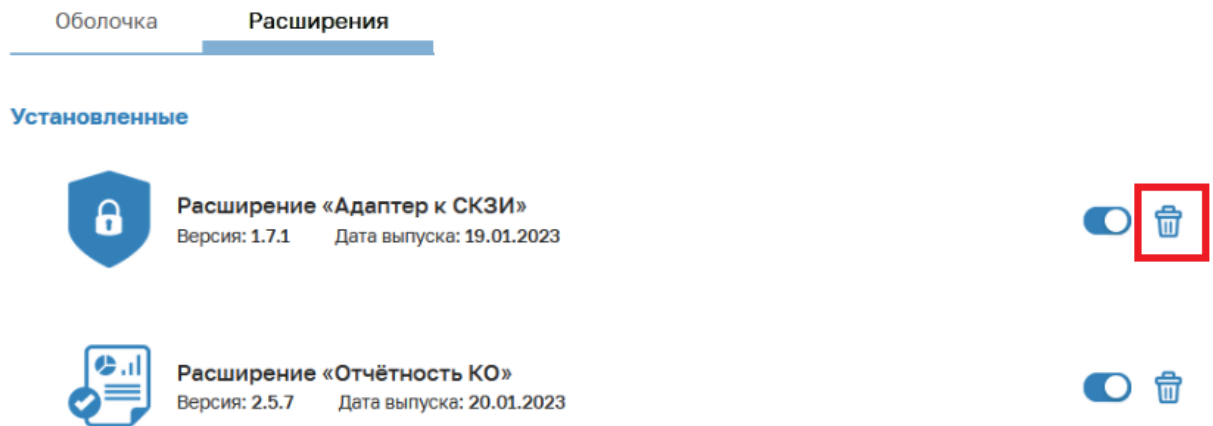 Оболочка Расширения
Установленные
Расширение «Адаптер к СКЗИ»
Версия: 1.7.1 Дата выпуска: 19.01.2023
Расширение «Отчётность КО»
Версия: 2.5.7 Дата выпуска: 20.01.2023